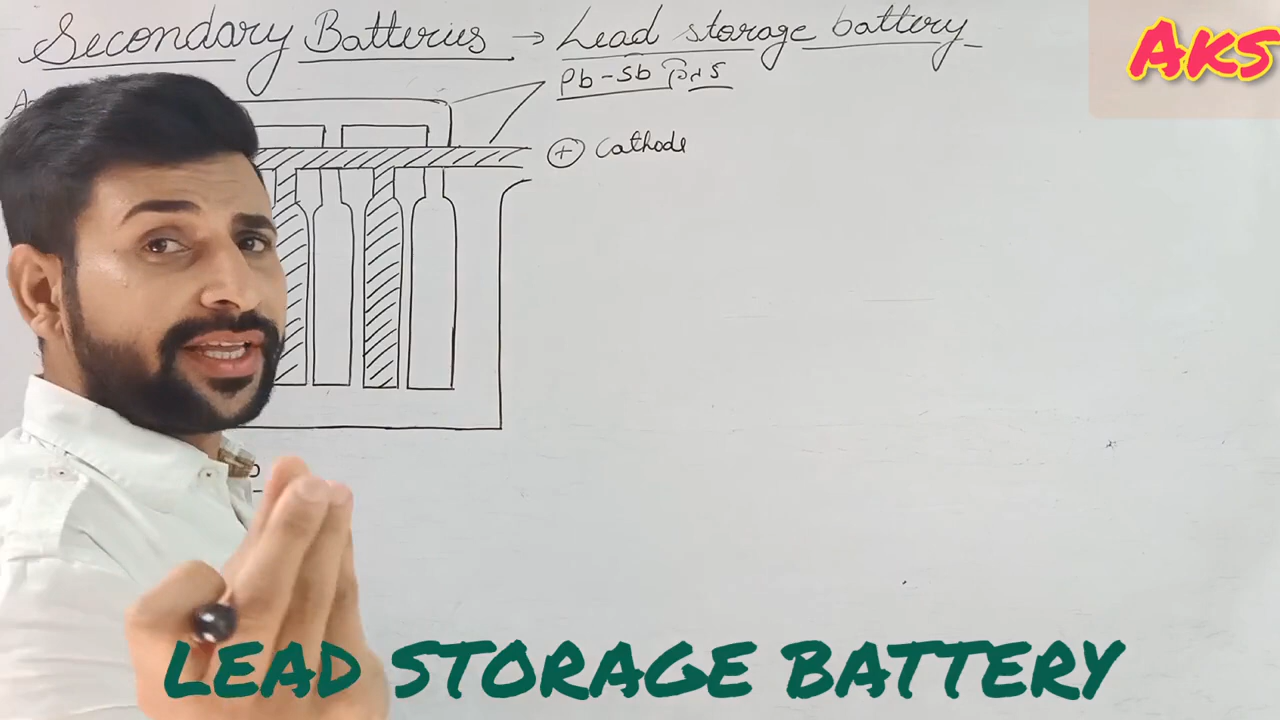 Secondary Batteries → Lead storage battery
Aks
Pb-Sb
A
⊕ Cathode
LEAD STORAGE BATTERY